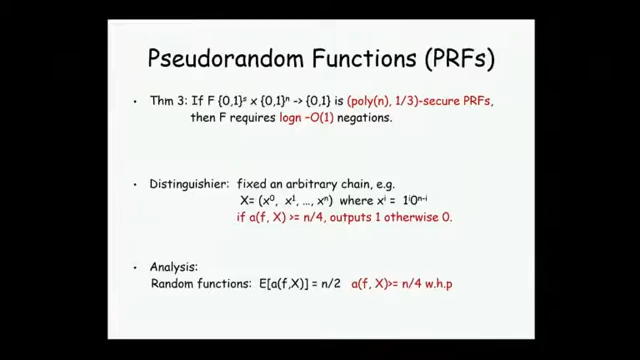 Pseudorandom Functions (PRFs)
• Thm 3: If F {0,1}ˢ x {0,1}ⁿ -> {0,1} is (poly(n), 1/3)-secure PRFs,
then F requires logn –O(1) negations.
• Distinguishier: fixed an arbitrary chain, e.g.
X= (x⁰, x¹, ..., xⁿ) where xⁱ = 1ⁱ0ⁿ⁻ⁱ
if a(f, X) >= n/4, outputs 1 otherwise 0.
• Analysis:
Random functions: E[a(f,X)] = n/2 a(f, X)>= n/4 w.h.p